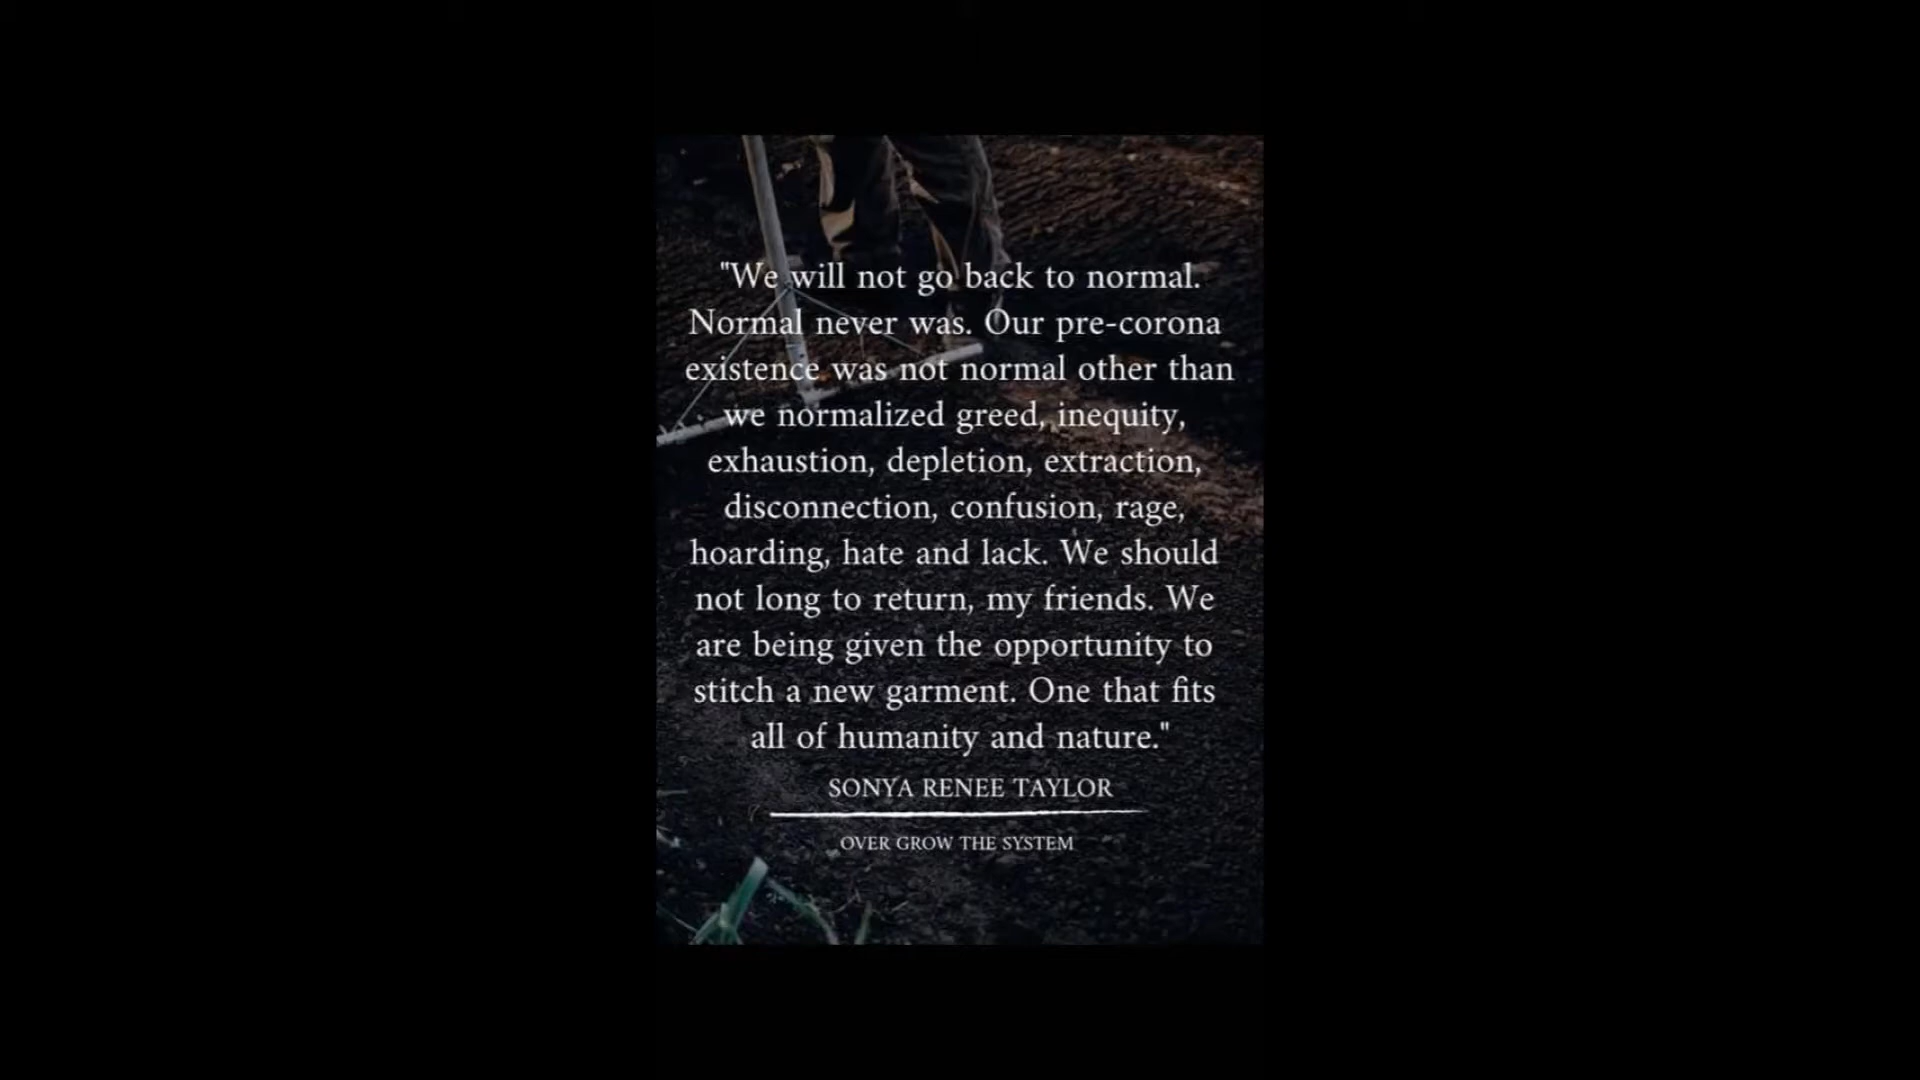 "We will not go back to normal.
Normal never was. Our pre-corona
existence was not normal other than
we normalized greed, inequity,
exhaustion, depletion, extraction,
disconnection, confusion, rage,
hoarding, hate and lack. We should
not long to return, my friends. We
are being given the opportunity to
stitch a new garment. One that fits
all of humanity and nature."
SONYA RENEE TAYLOR
OVER GROW THE SYSTEM